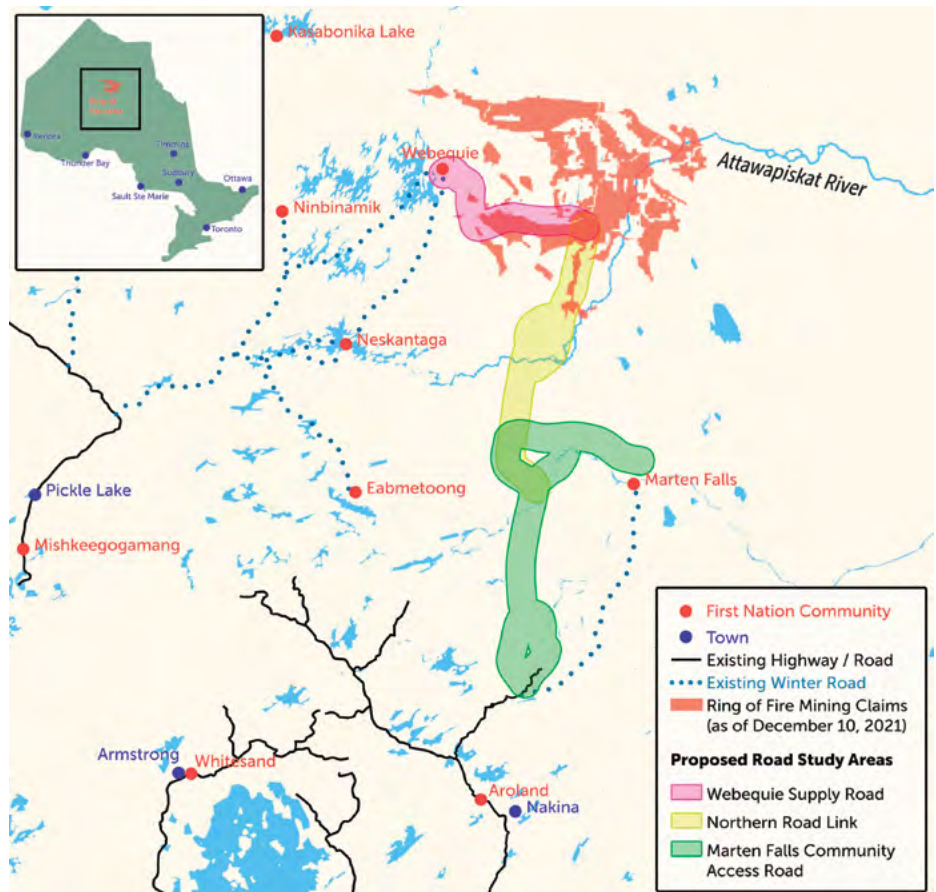 Kasabonika Lake
Ring of
Kenora
Thunder Bay
Timmins
Sudbury
Ottawa
Sault Ste Marie
Toronto
Webequie
Attawapiskat River
Ninbinamik
Neskantaga
Pickle Lake
Eabmetoong
Marten Falls
Mishkeegogamang
Armstrong
Whitesand
Aroland
Nakina
First Nation Community
Town
Existing Highway / Road
Existing Winter Road
Ring of Fire Mining Claims
(as of December 10, 2021)
Proposed Road Study Areas
Webequie Supply Road
Northern Road Link
Marten Falls Community
Access Road